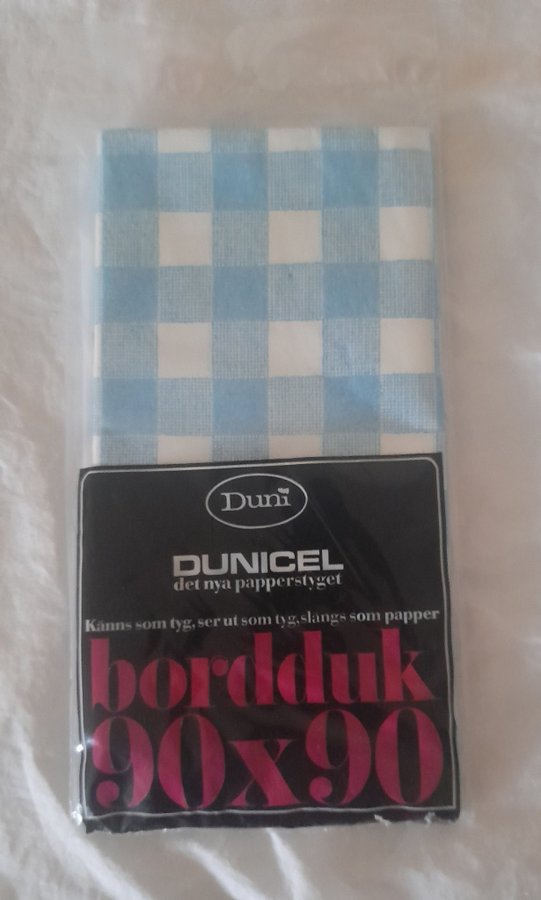 Duni
DUNICEL
det nya papperstyget
Känns som tyg, ser ut som tyg, slängs som papper
bordduk
90x90